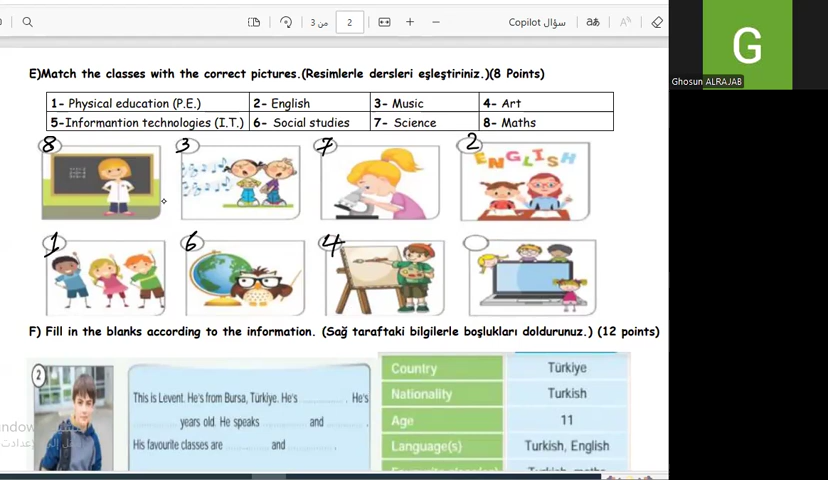 3 من
2
سؤال Copilot
aあ
G
Ghosun ALRAJAB
E)Match the classes with the correct pictures.(Resimlerle dersleri eşleştiriniz.)(8 Points)
1- Physical education (P.E.) 2- English 3- Music 4- Art
5-Informantion technologies (I.T.) 6- Social studies 7- Science 8- Maths
8 3 7 2
ENGLISH
1 6 4
F) Fill in the blanks according to the information. (Sağ taraftaki bilgilerle boşlukları doldurunuz.) (12 points)
2
This is Levent. He's from Bursa, Türkiye. He's ............ . He's
............ years old. He speaks ............ and ............ .
His favourite classes are ............ and ............ .
Country Türkiye
Nationality Turkish
Age 11
Language(s) Turkish, English
Turkish, maths